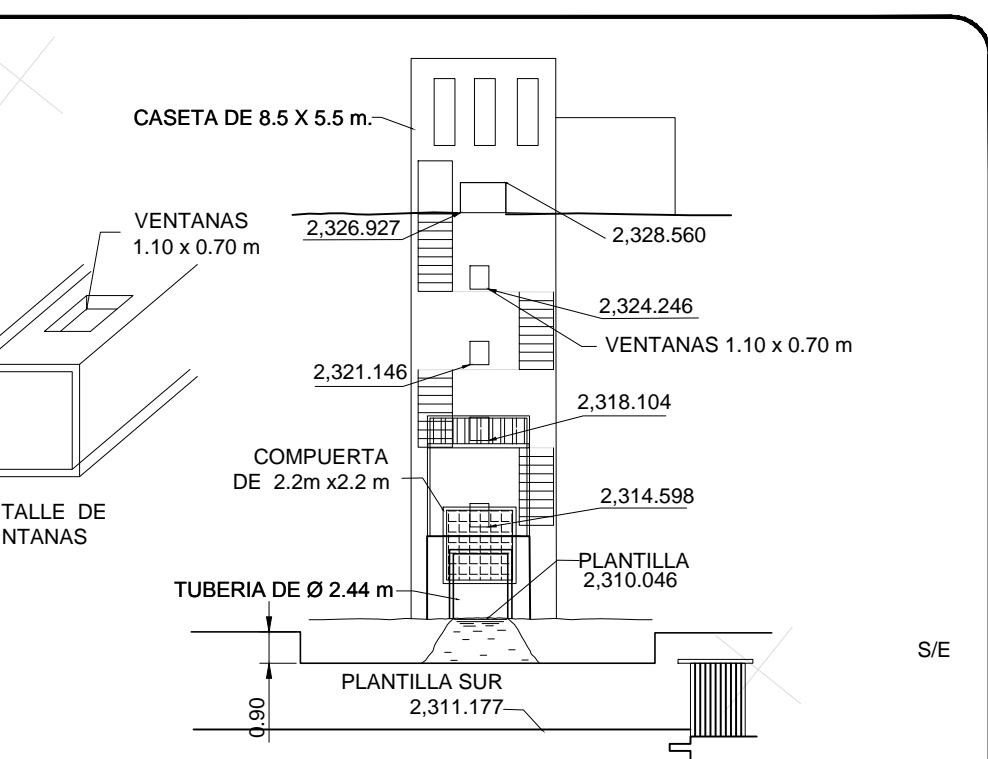 CASETA DE 8.5 X 5.5 m.
VENTANAS
1.10 x 0.70 m
2,326.927
2,328.560
2,324.246
VENTANAS 1.10 x 0.70 m
2,321.146
2,318.104
COMPUERTA
DE 2.2m x2.2 m
2,314.598
TALLE DE
NTANAS
PLANTILLA
2,310.046
TUBERIA DE Ø 2.44 m
S/E
PLANTILLA SUR
2,311.177
0.90